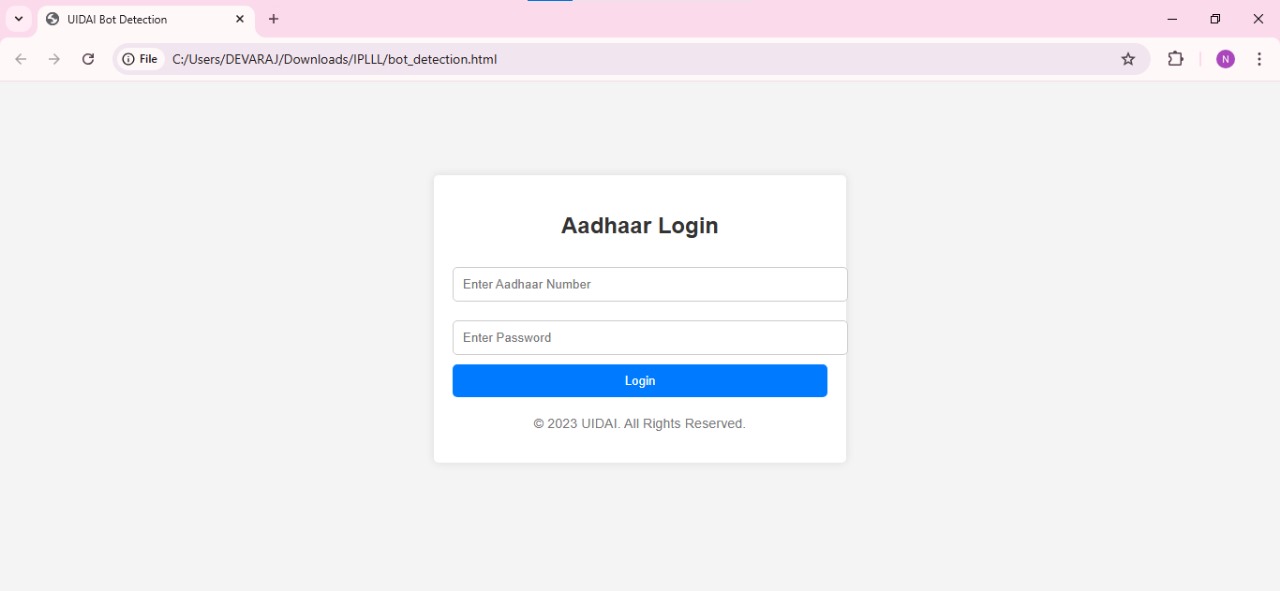 UIDAI Bot Detection
File C:/Users/DEVARAJ/Downloads/IPLLL/bot_detection.html
N
Aadhaar Login
Enter Aadhaar Number
Enter Password
Login
© 2023 UIDAI. All Rights Reserved.